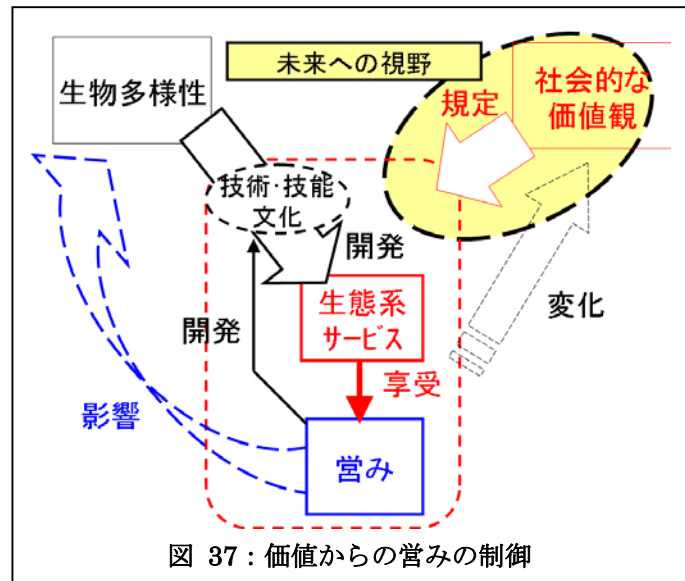 未来への視野
生物多様性
社会的な
価値観
規定
技術･技能
文化
開発
生態系
ｻｰﾋﾞｽ
開発
変化
享受
影響
営み
図 37：価値からの営みの制御